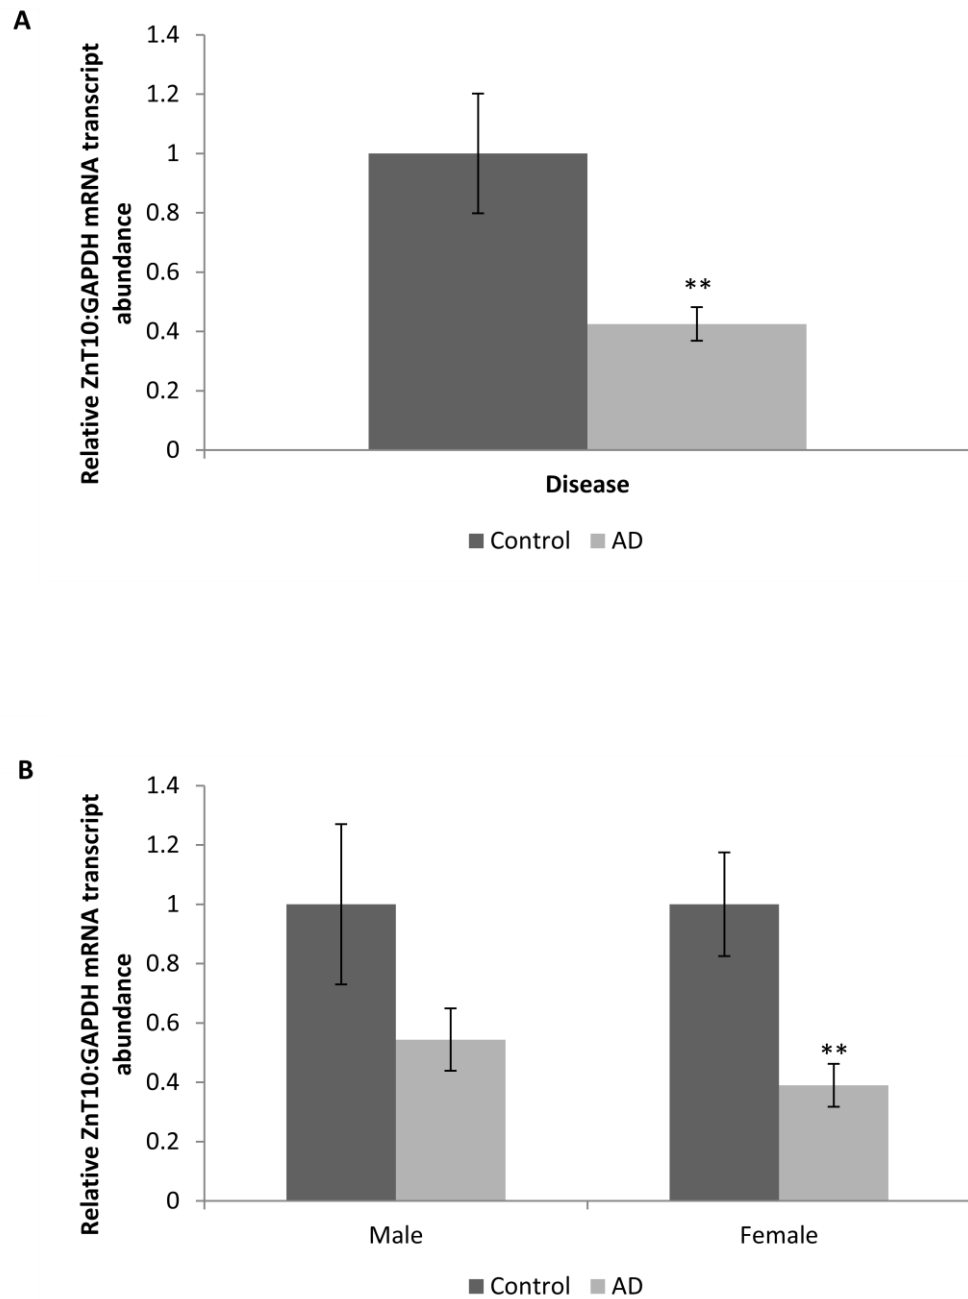 A
Relative ZnT10:GAPDH mRNA transcript
abundance
1.4
1.2
1
0.8
0.6
0.4
0.2
0
**
Disease
Control AD
B
Relative ZnT10:GAPDH mRNA transcript
abundance
1.4
1.2
1
0.8
0.6
0.4
0.2
0
**
Male Female
Control AD